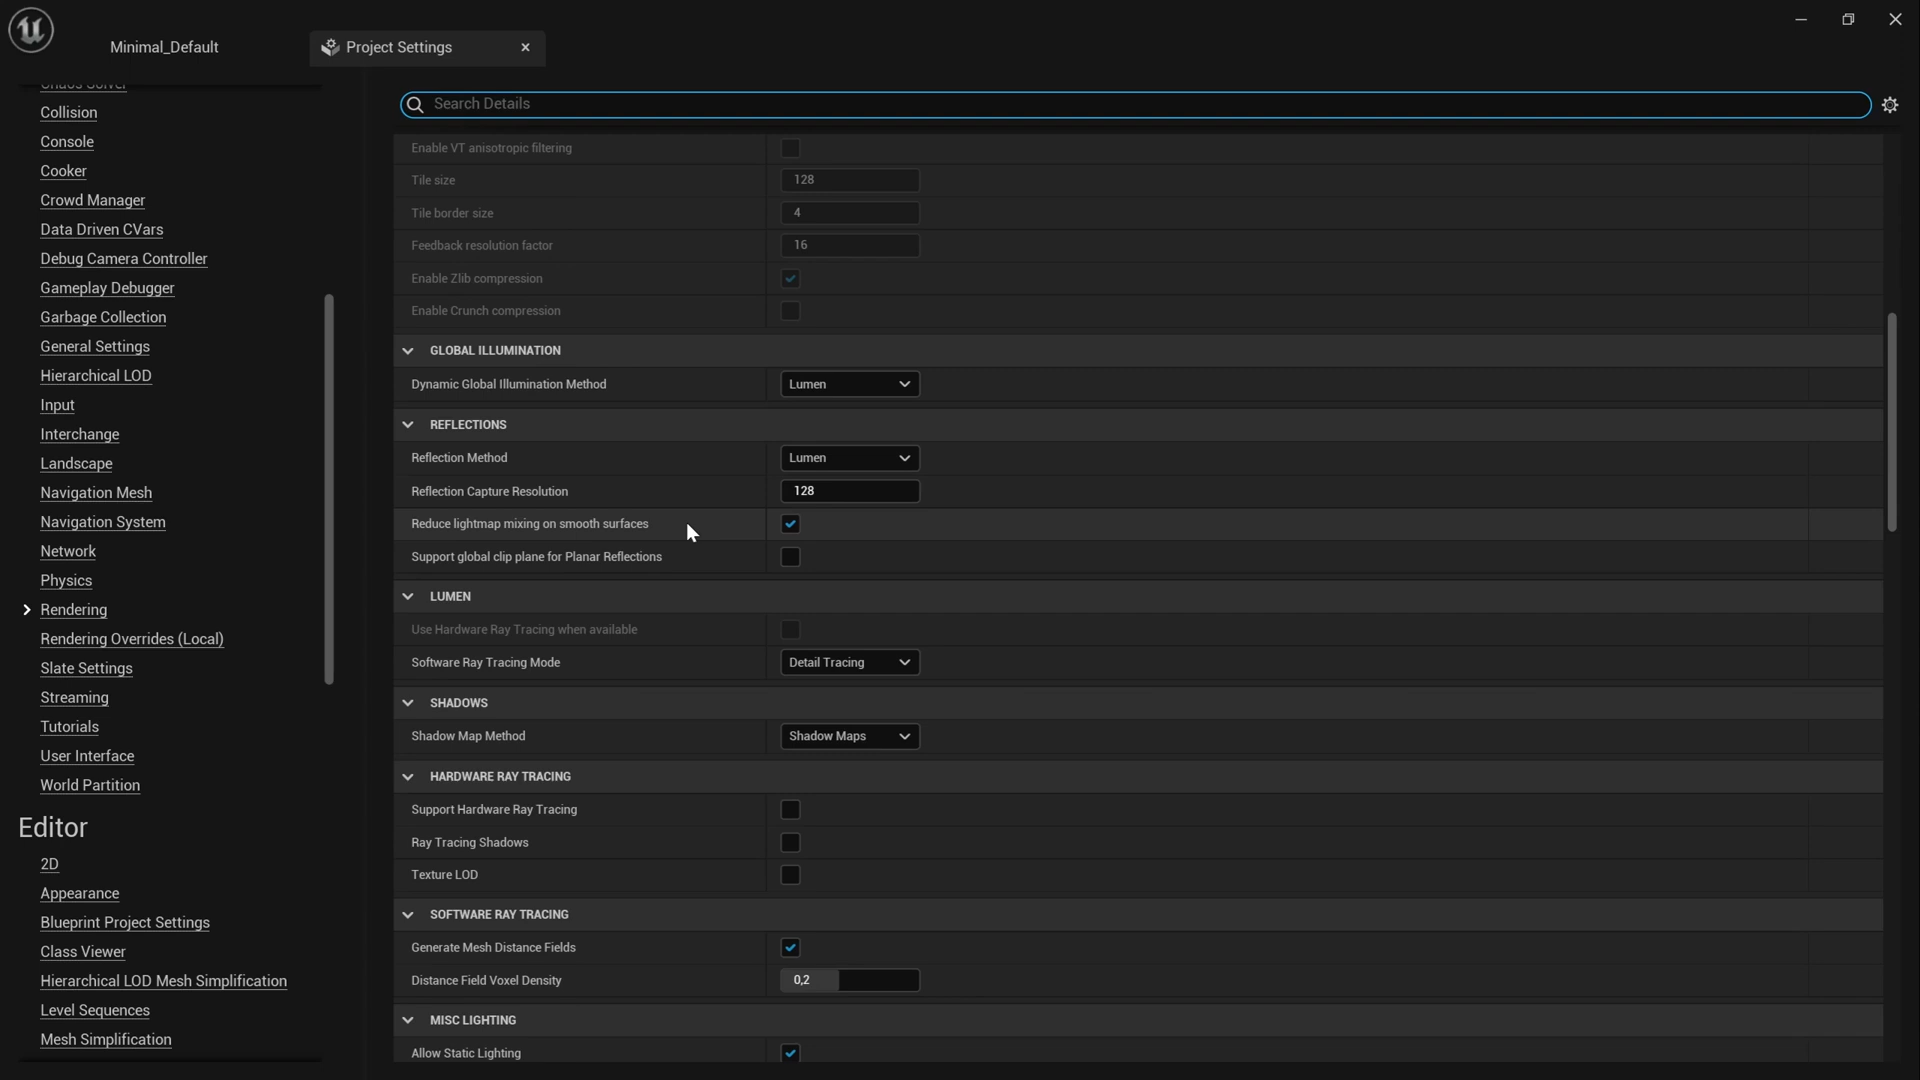 Minimal_Default
Project Settings
Chaos Solver
Collision
Console
Cooker
Crowd Manager
Data Driven CVars
Debug Camera Controller
Gameplay Debugger
Garbage Collection
General Settings
Hierarchical LOD
Input
Interchange
Landscape
Navigation Mesh
Navigation System
Network
Physics
Rendering
Rendering Overrides (Local)
Slate Settings
Streaming
Tutorials
User Interface
World Partition
Editor
2D
Appearance
Blueprint Project Settings
Class Viewer
Hierarchical LOD Mesh Simplification
Level Sequences
Mesh Simplification
Search Details
Enable VT anisotropic filtering
Tile size 128
Tile border size 4
Feedback resolution factor 16
Enable Zlib compression
Enable Crunch compression
GLOBAL ILLUMINATION
Dynamic Global Illumination Method Lumen
REFLECTIONS
Reflection Method Lumen
Reflection Capture Resolution 128
Reduce lightmap mixing on smooth surfaces
Support global clip plane for Planar Reflections
LUMEN
Use Hardware Ray Tracing when available
Software Ray Tracing Mode Detail Tracing
SHADOWS
Shadow Map Method Shadow Maps
HARDWARE RAY TRACING
Support Hardware Ray Tracing
Ray Tracing Shadows
Texture LOD
SOFTWARE RAY TRACING
Generate Mesh Distance Fields
Distance Field Voxel Density 0,2
MISC LIGHTING
Allow Static Lighting